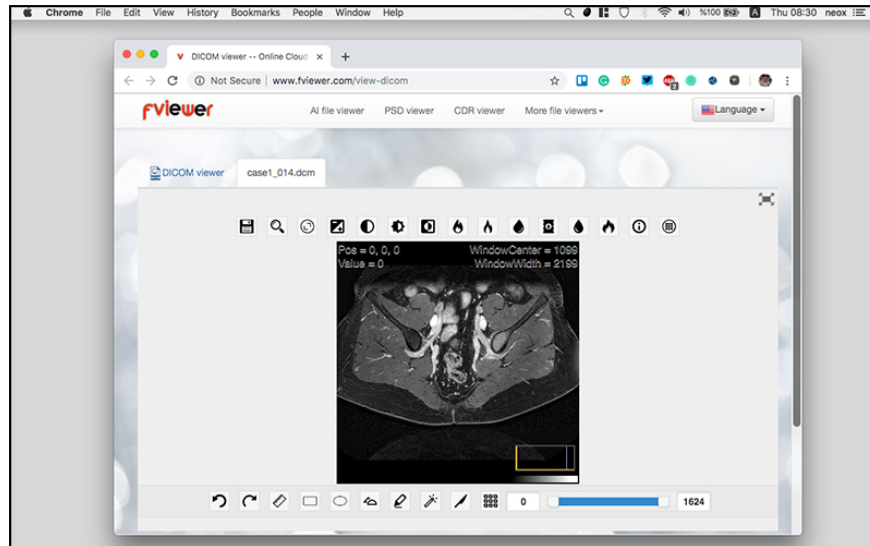 Chrome File Edit View History Bookmarks People Window Help %100 A Thu 08:30 neox
DICOM viewer -- Online Cloud
Not Secure | www.fviewer.com/view-dicom
ABP 2
fviewer AI file viewer PSD viewer CDR viewer More file viewers Language
DICOM viewer case1_014.dcm
Pos = 0, 0, 0 WindowCenter = 1099
Value = 0 WindowWidth = 2199
0 1624